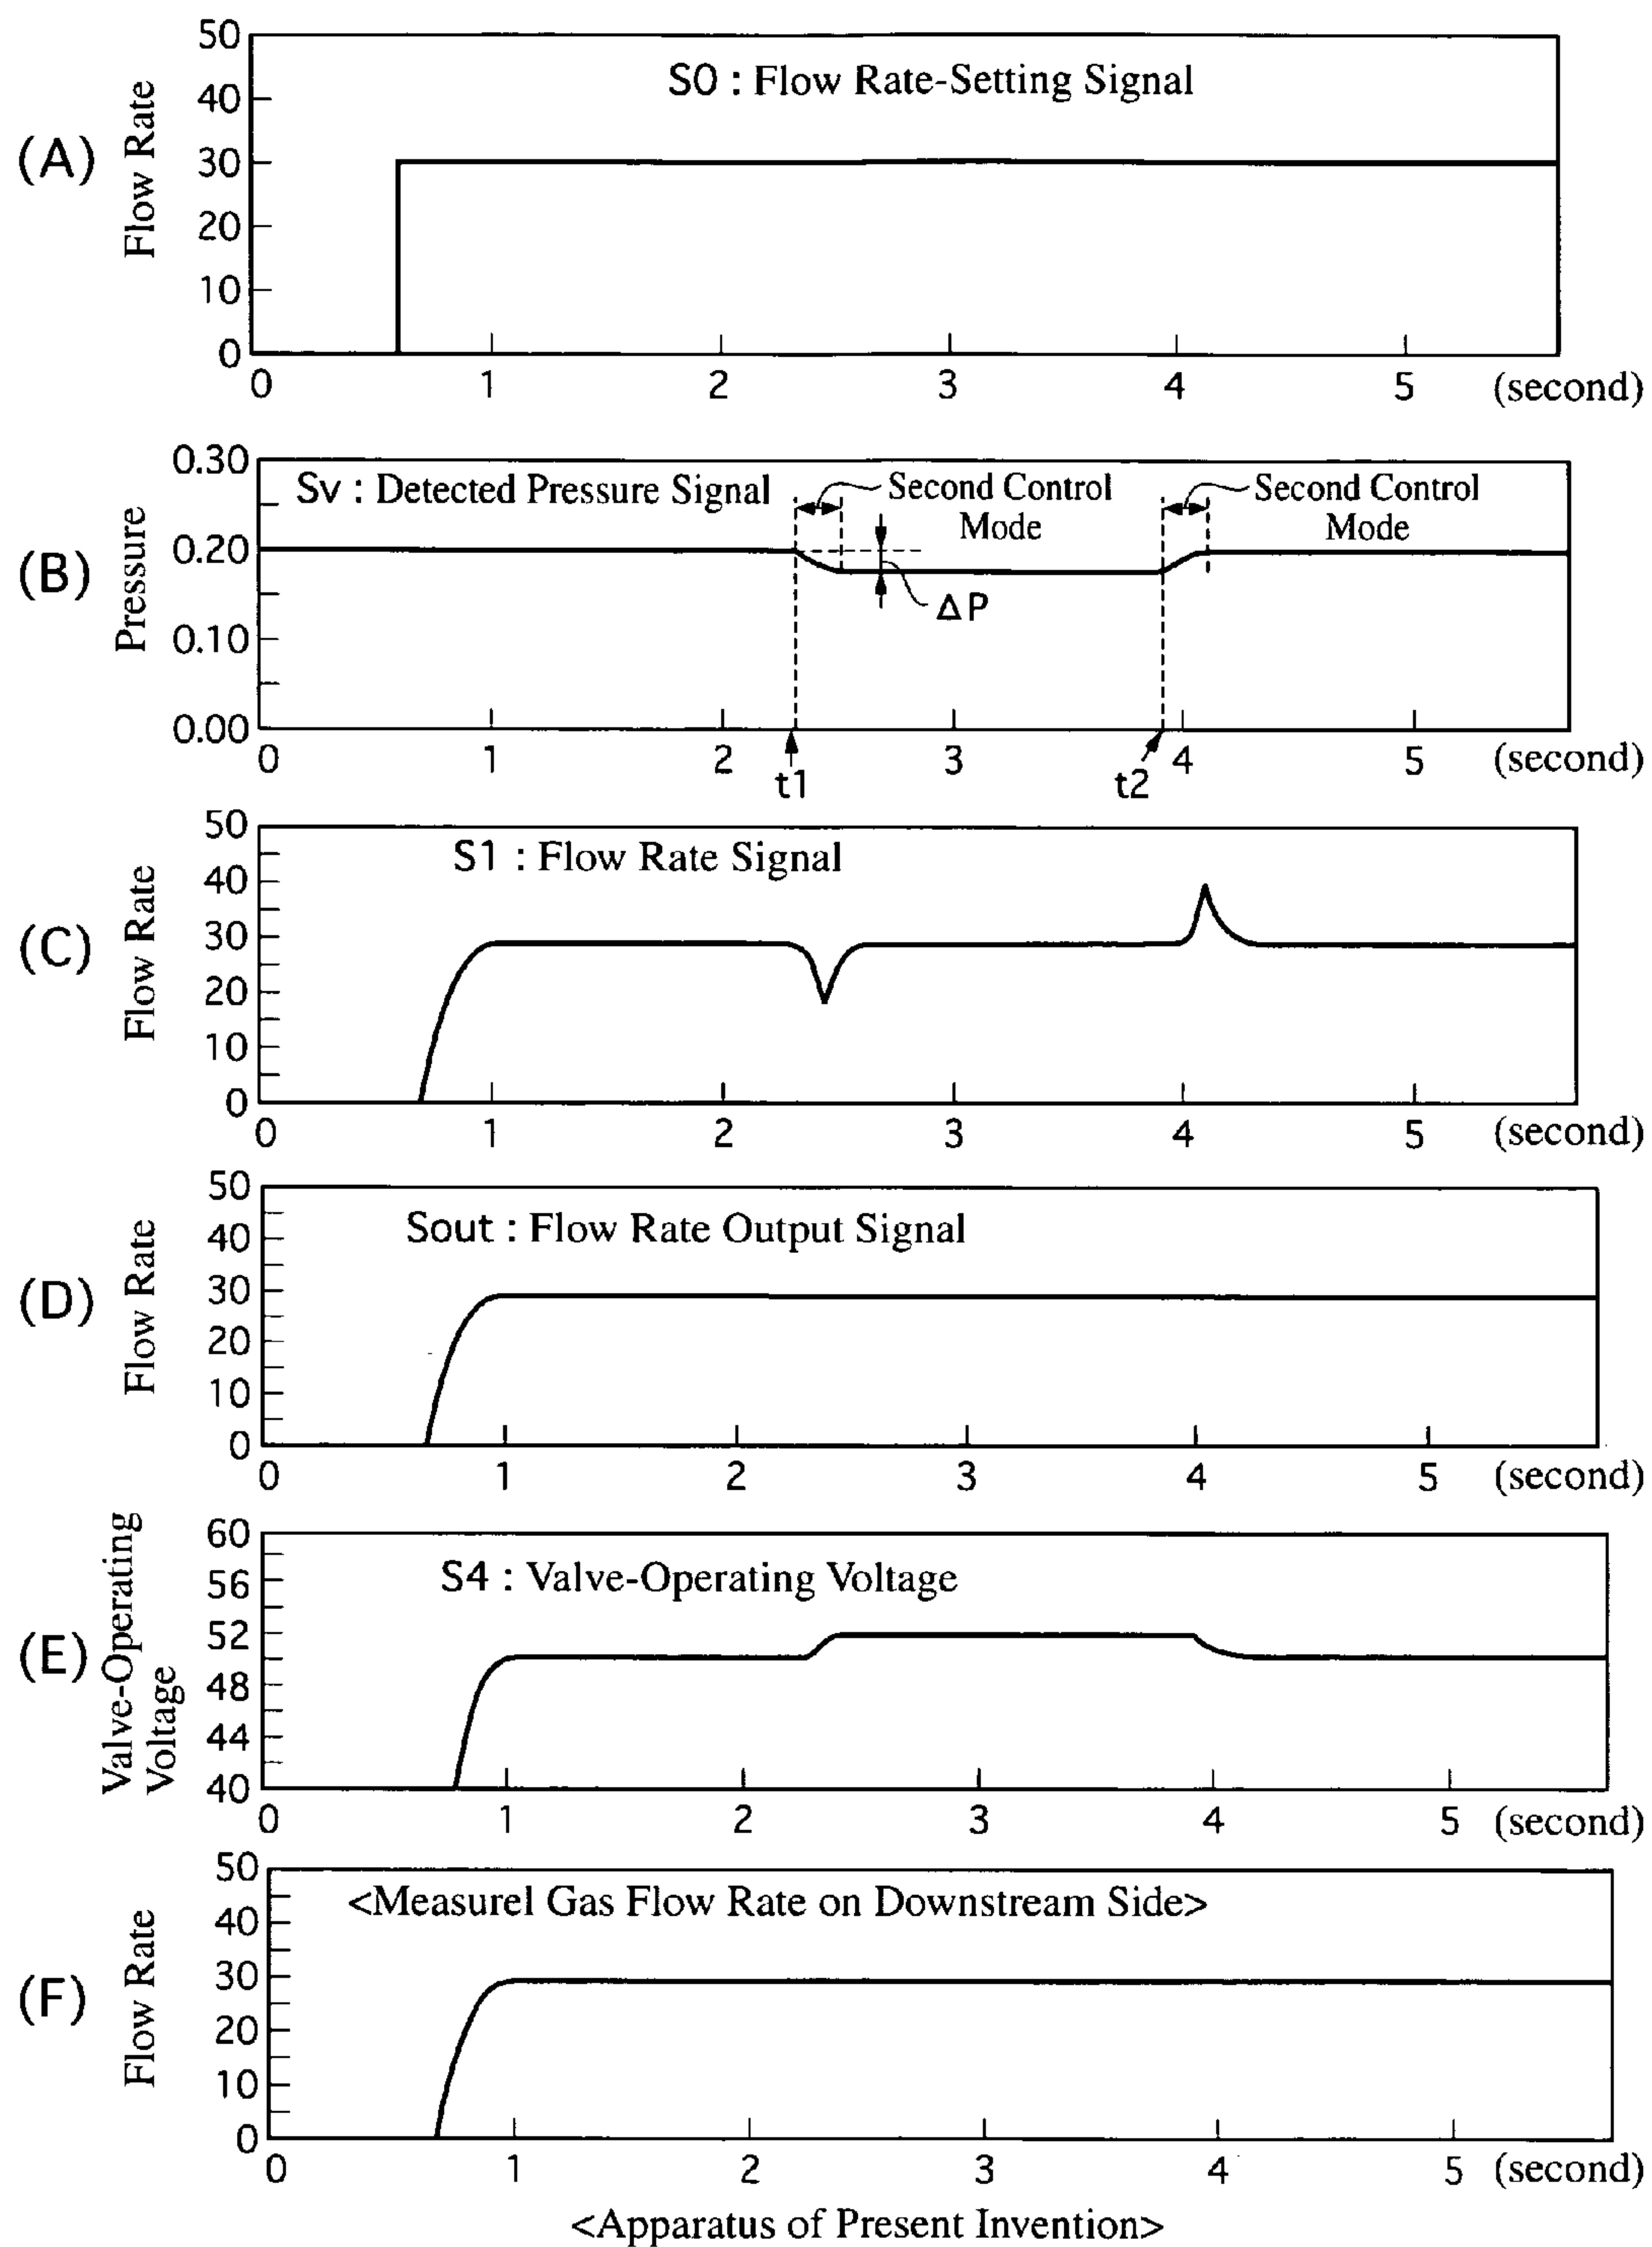 (A)
Flow Rate
50
40
30
20
10
0
S0 : Flow Rate-Setting Signal
0 1 2 3 4 5 (second)
(B)
Pressure
0.30
0.20
0.10
0.00
Sv : Detected Pressure Signal
Second Control
Mode
Second Control
Mode
ΔP
0 1 2 3 4 5 (second)
t1
t2
(C)
Flow Rate
50
40
30
20
10
0
S1 : Flow Rate Signal
0 1 2 3 4 5 (second)
(D)
Flow Rate
50
40
30
20
10
0
Sout : Flow Rate Output Signal
0 1 2 3 4 5 (second)
(E)
Valve-Operating
Voltage
60
56
52
48
44
40
S4 : Valve-Operating Voltage
0 1 2 3 4 5 (second)
(F)
Flow Rate
50
40
30
20
10
0
<Measurel Gas Flow Rate on Downstream Side>
0 1 2 3 4 5 (second)
<Apparatus of Present Invention>